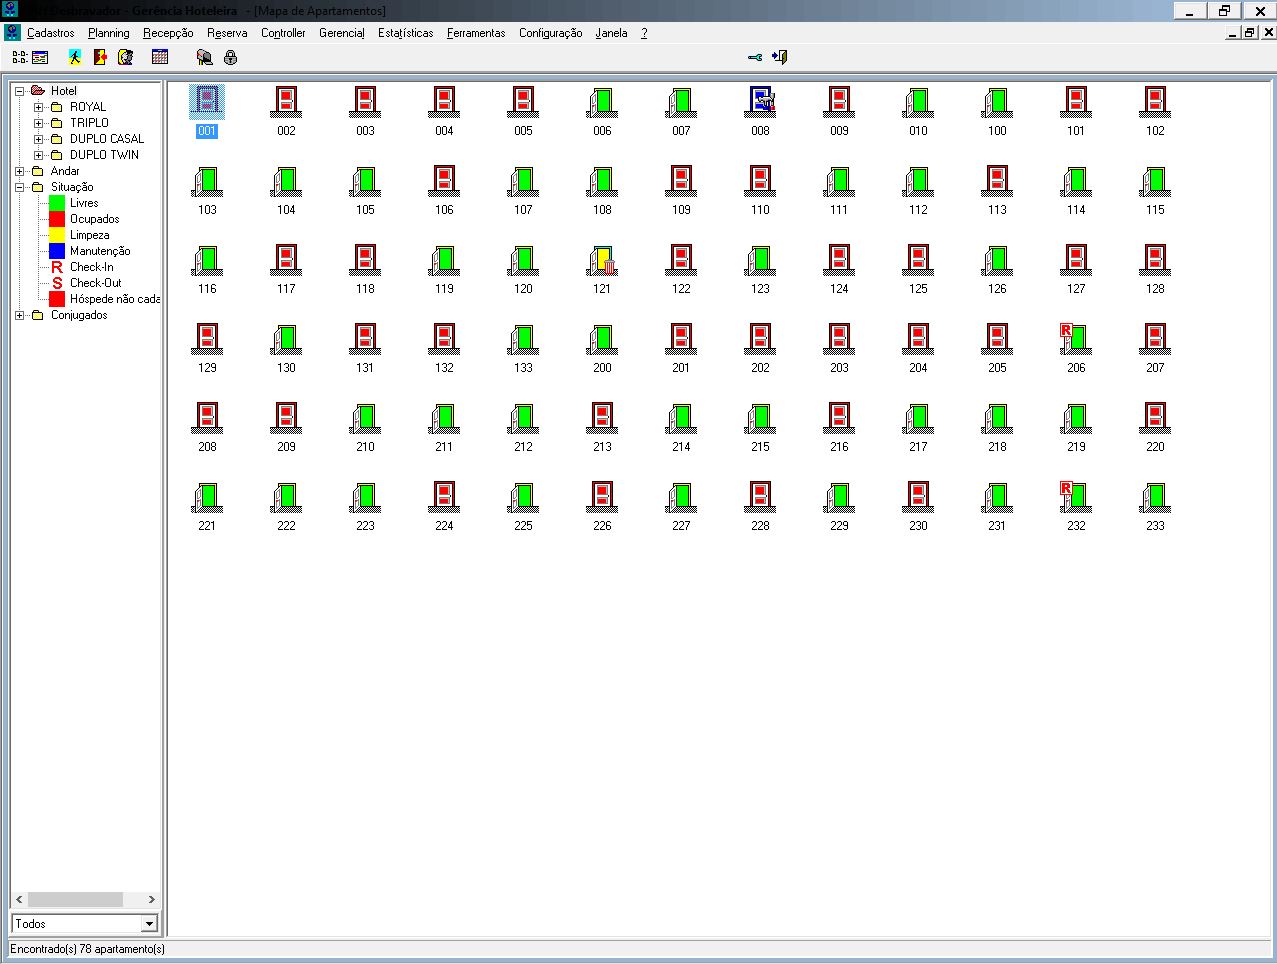 Desbravador - Gerência Hoteleira - [Mapa de Apartamentos]
Cadastros Planning Recepção Reserva Controller Gerencial Estatísticas Ferramentas Configuração Janela ?
Hotel
ROYAL
TRIPLO
DUPLO CASAL
DUPLO TWIN
Andar
Situação
Livres
Ocupados
Limpeza
Manutenção
R Check-In
S Check-Out
Hóspede não cada
Conjugados
Todos
001 002 003 004 005 006 007 008 009 010 100 101 102
103 104 105 106 107 108 109 110 111 112 113 114 115
116 117 118 119 120 121 122 123 124 125 126 127 128
R
129 130 131 132 133 200 201 202 203 204 205 206 207
208 209 210 211 212 213 214 215 216 217 218 219 220
R
221 222 223 224 225 226 227 228 229 230 231 232 233
Encontrado(s) 78 apartamento(s)